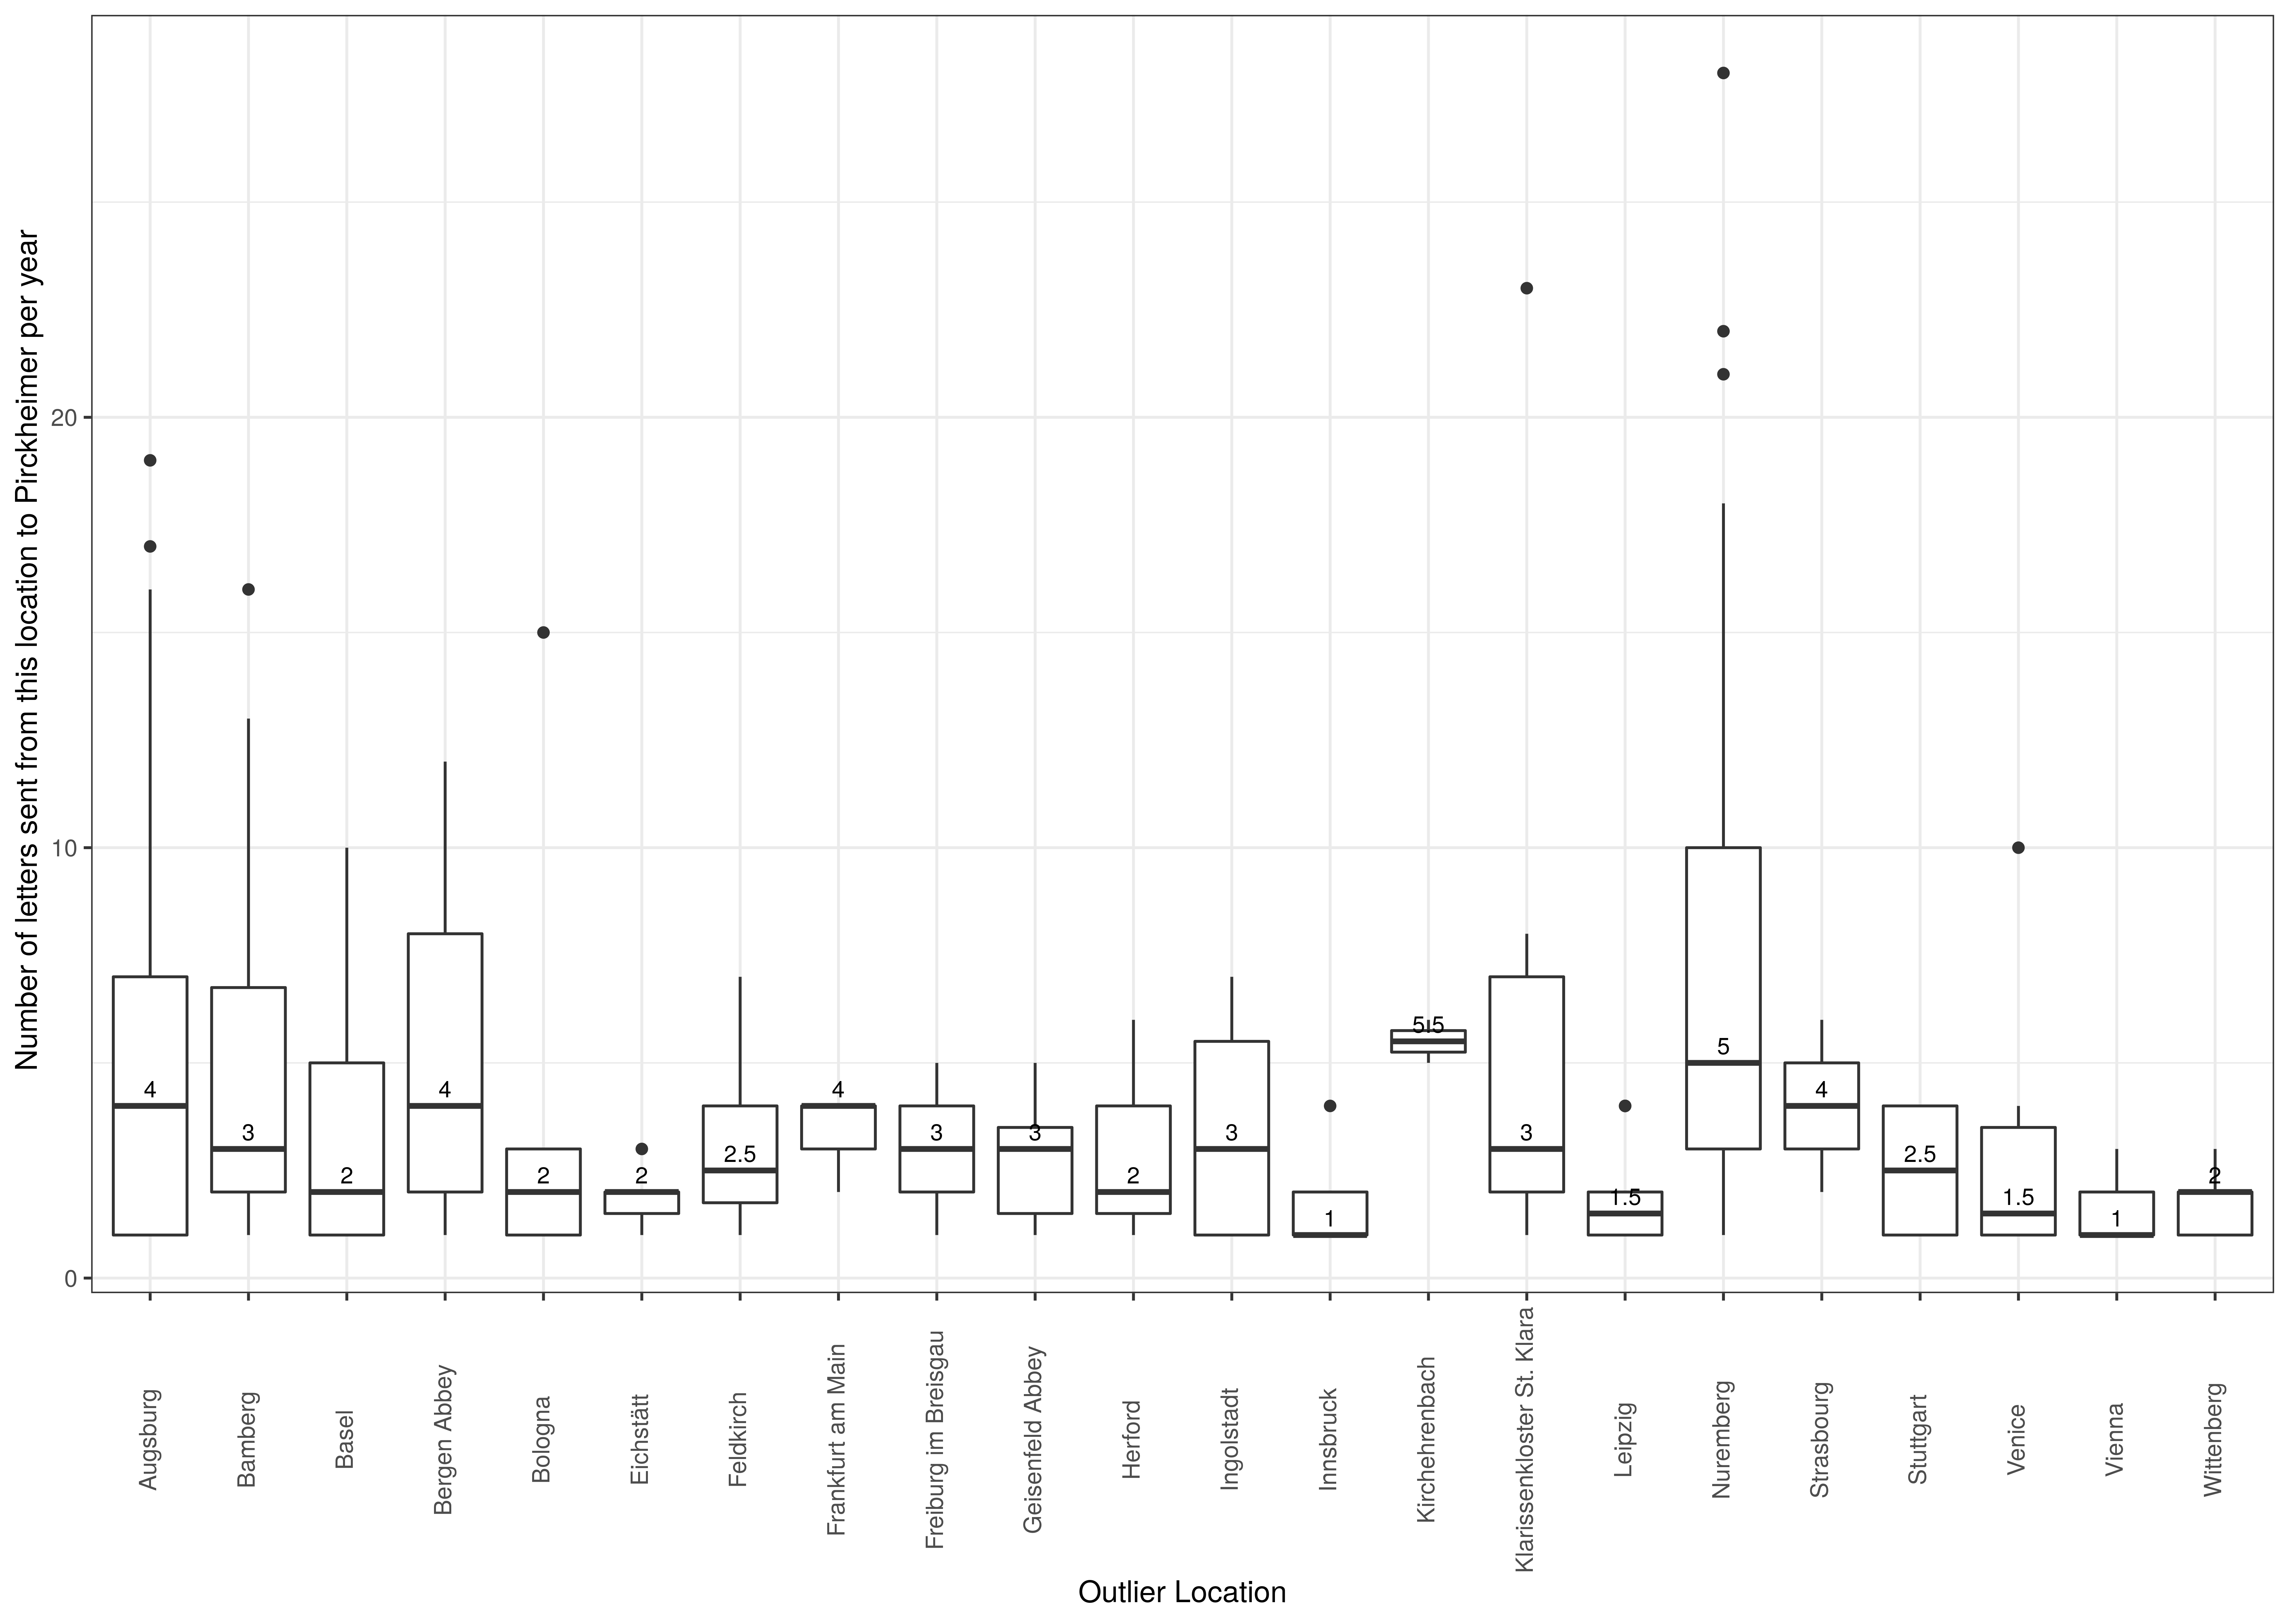 Number of letters sent from this location to Pirckheimer per year
20
10
0
4
3
2
4
2
2
2.5
4
3
3
2
3
1
5.5
3
1.5
5
4
2.5
1.5
1
2
Augsburg
Bamberg
Basel
Bergen Abbey
Bologna
Eichstätt
Feldkirch
Frankfurt am Main
Freiburg im Breisgau
Geisenfeld Abbey
Herford
Ingolstadt
Innsbruck
Kirchehrenbach
Klarissenkloster St. Klara
Leipzig
Nuremberg
Strasbourg
Stuttgart
Venice
Vienna
Wittenberg
Outlier Location